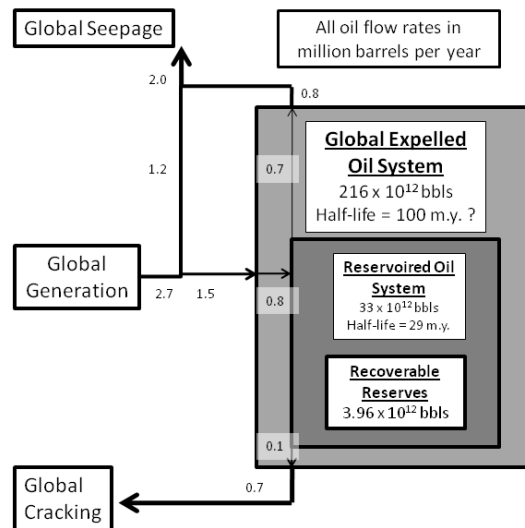 Global Seepage
All oil flow rates in
million barrels per year
2.0
0.8
Global Expelled
Oil System
216 x 10¹² bbls
Half-life = 100 m.y. ?
1.2
0.7
Global
Generation
2.7
1.5
0.8
Reservoired Oil
System
33 x 10¹² bbls
Half-life = 29 m.y.
Recoverable
Reserves
3.96 x 10¹² bbls
0.1
0.7
Global
Cracking